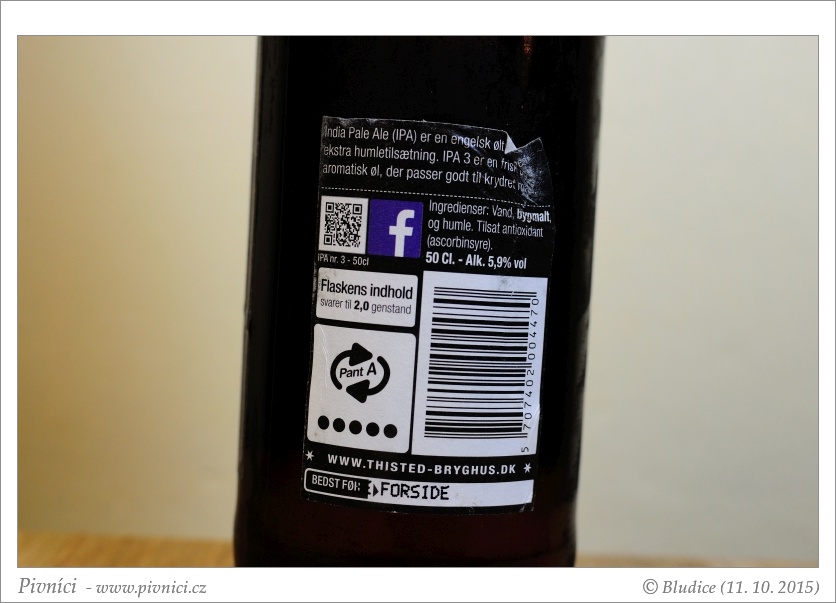 India Pale Ale (IPA) er en engelsk ølt
ekstra humletilsætning. IPA 3 er en frisk
aromatisk øl, der passer godt til krydret
f
IPA nr. 3 - 50cl
Ingredienser: Vand, bygmalt,
og humle. Tilsat antioxidant
(ascorbinsyre).
50 Cl. - Alk. 5,9% vol
Flaskens indhold
svarer til 2,0 genstand
Pant A
5 707402 004470
* WWW.THISTED-BRYGHUS.DK *
BEDST FØR: FORSIDE
Pivníci - www.pivnici.cz
© Bludice (11. 10. 2015)